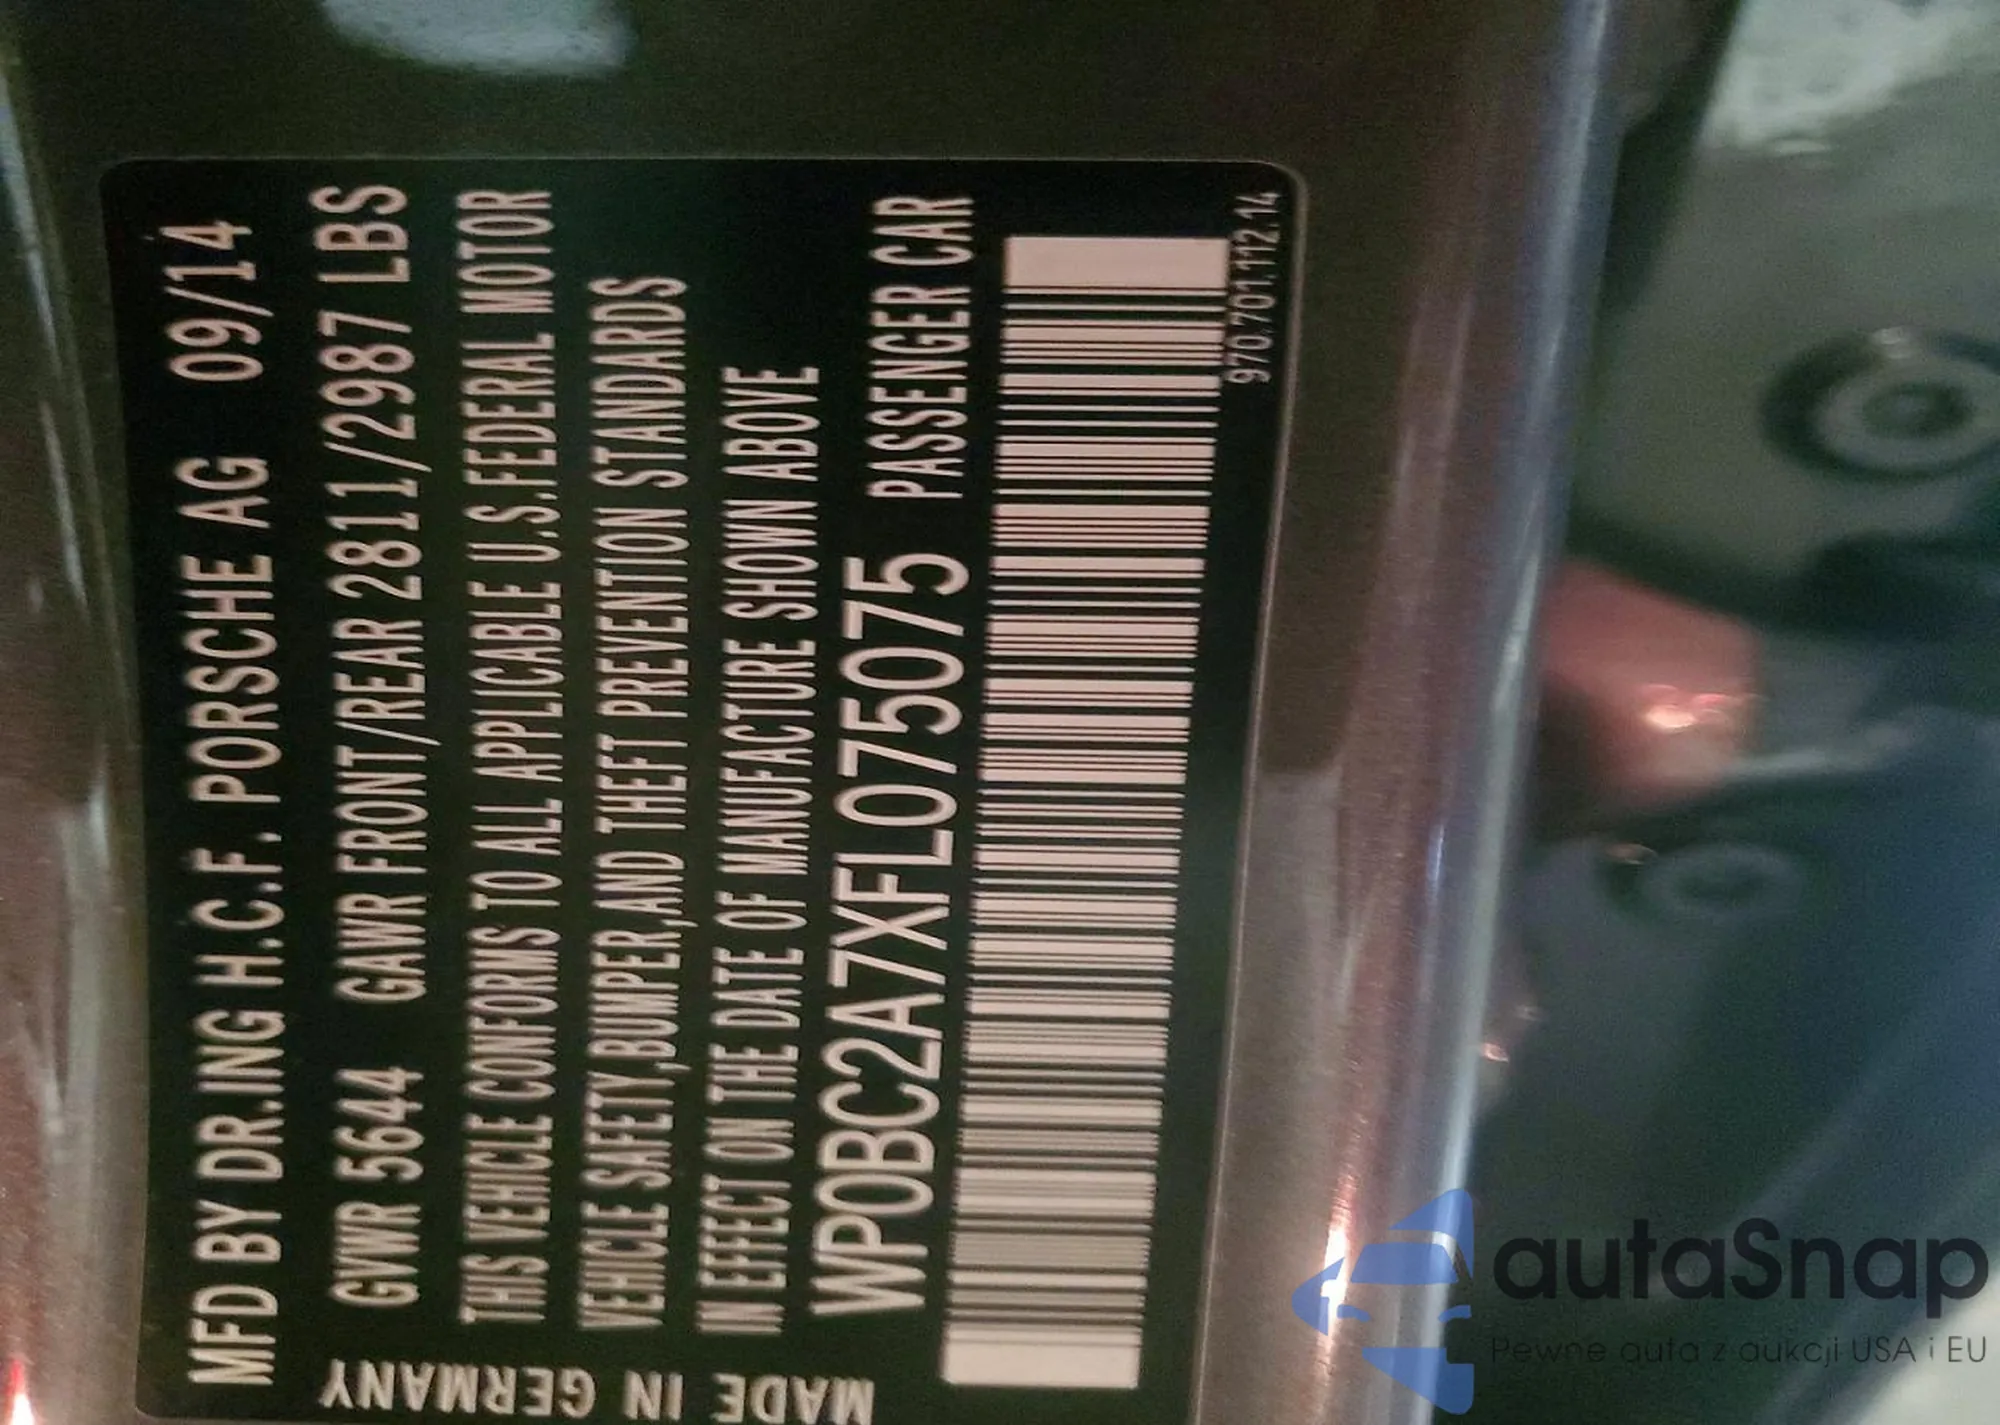 MFD BY DR.ING H.C.F. PORSCHE AG 09/14
GVWR 5644 GAWR FRONT/REAR 2811/2987 LBS
THIS VEHICLE CONFORMS TO ALL APPLICABLE U.S.FEDERAL MOTOR
VEHICLE SAFETY,BUMPER,AND THEFT PREVENTION STANDARDS
IN EFFECT ON THE DATE OF MANUFACTURE SHOWN ABOVE
WP0BC2A7XFL075075 PASSENGER CAR
970.701.112.14
MADE IN GERMANY
autaSnap
Pewne auta z aukcji USA i EU